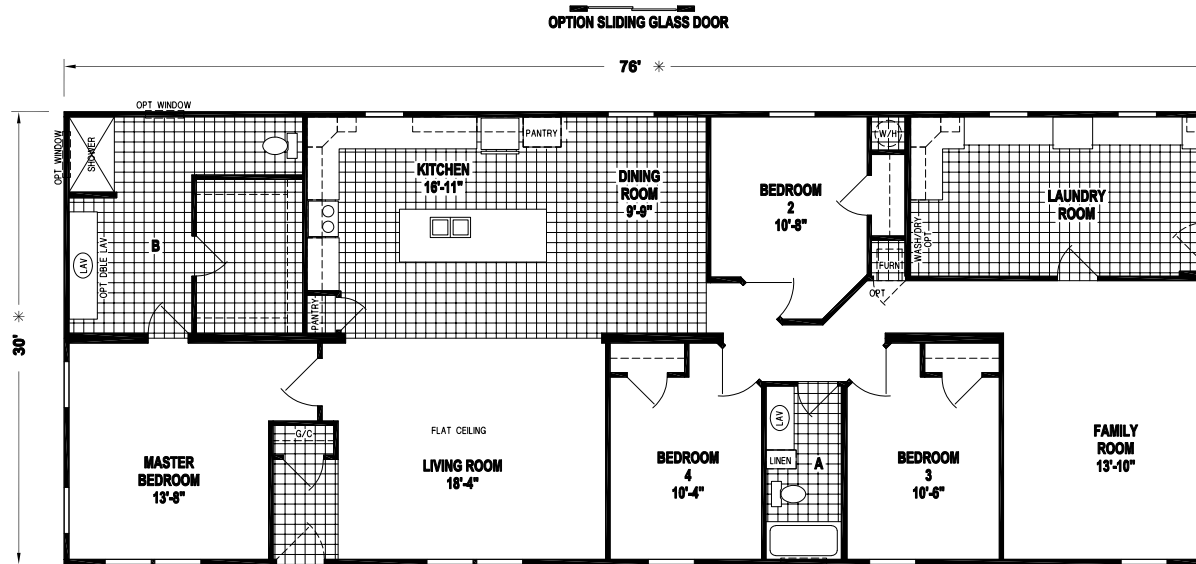 OPTION SLIDING GLASS DOOR
76'
30'
OPT WINDOW
OPT WINDOW
SHOWER
B
LAV
OPT DBLE LAV
KITCHEN
16'-11"
PANTRY
PANTRY
DINING
ROOM
9'-9"
BEDROOM
2
10'-8"
W/H
FURN
OPT
WASH/DRY
OPT
LAUNDRY
ROOM
MASTER
BEDROOM
13'-8"
G/C
FLAT CEILING
LIVING ROOM
18'-4"
BEDROOM
4
10'-4"
LAV
LINEN
A
BEDROOM
3
10'-6"
FAMILY
ROOM
13'-10"